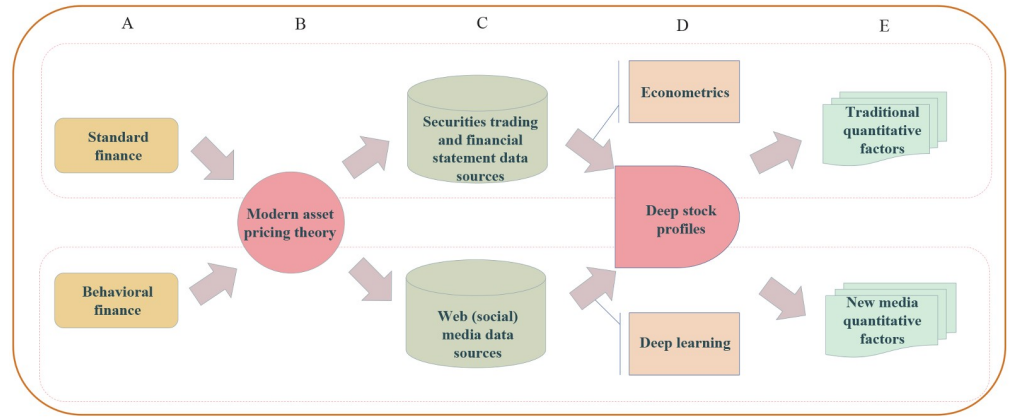 A
B
C
D
E
Standard
finance
Behavioral
finance
Modern asset
pricing theory
Securities trading
and financial
statement data
sources
Web (social)
media data
sources
Econometrics
Deep stock
profiles
Deep learning
Traditional
quantitative
factors
New media
quantitative
factors